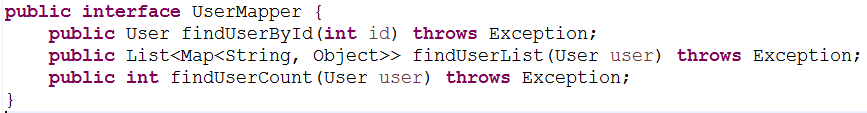 public interface UserMapper {
    public User findUserById(int id) throws Exception;
    public List<Map<String, Object>> findUserList(User user) throws Exception;
    public int findUserCount(User user) throws Exception;
}